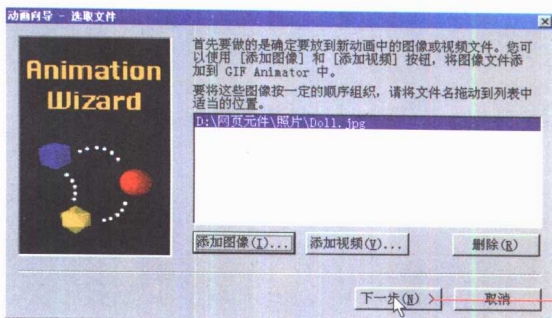 动画向导 - 选取文件
Animation
Wizard
首先要做的是确定要放到新动画中的图像或视频文件。您可
以使用 [添加图像] 和 [添加视频] 按钮，将图像文件添
加到 GIF Animator 中。
要将这些图像按一定的顺序组织，请将文件名拖动到列表中
适当的位置。
D:\网页元件\照片\Doll.jpg
添加图像(I)... 添加视频(V)... 删除(R)
下一步(N) > 取消